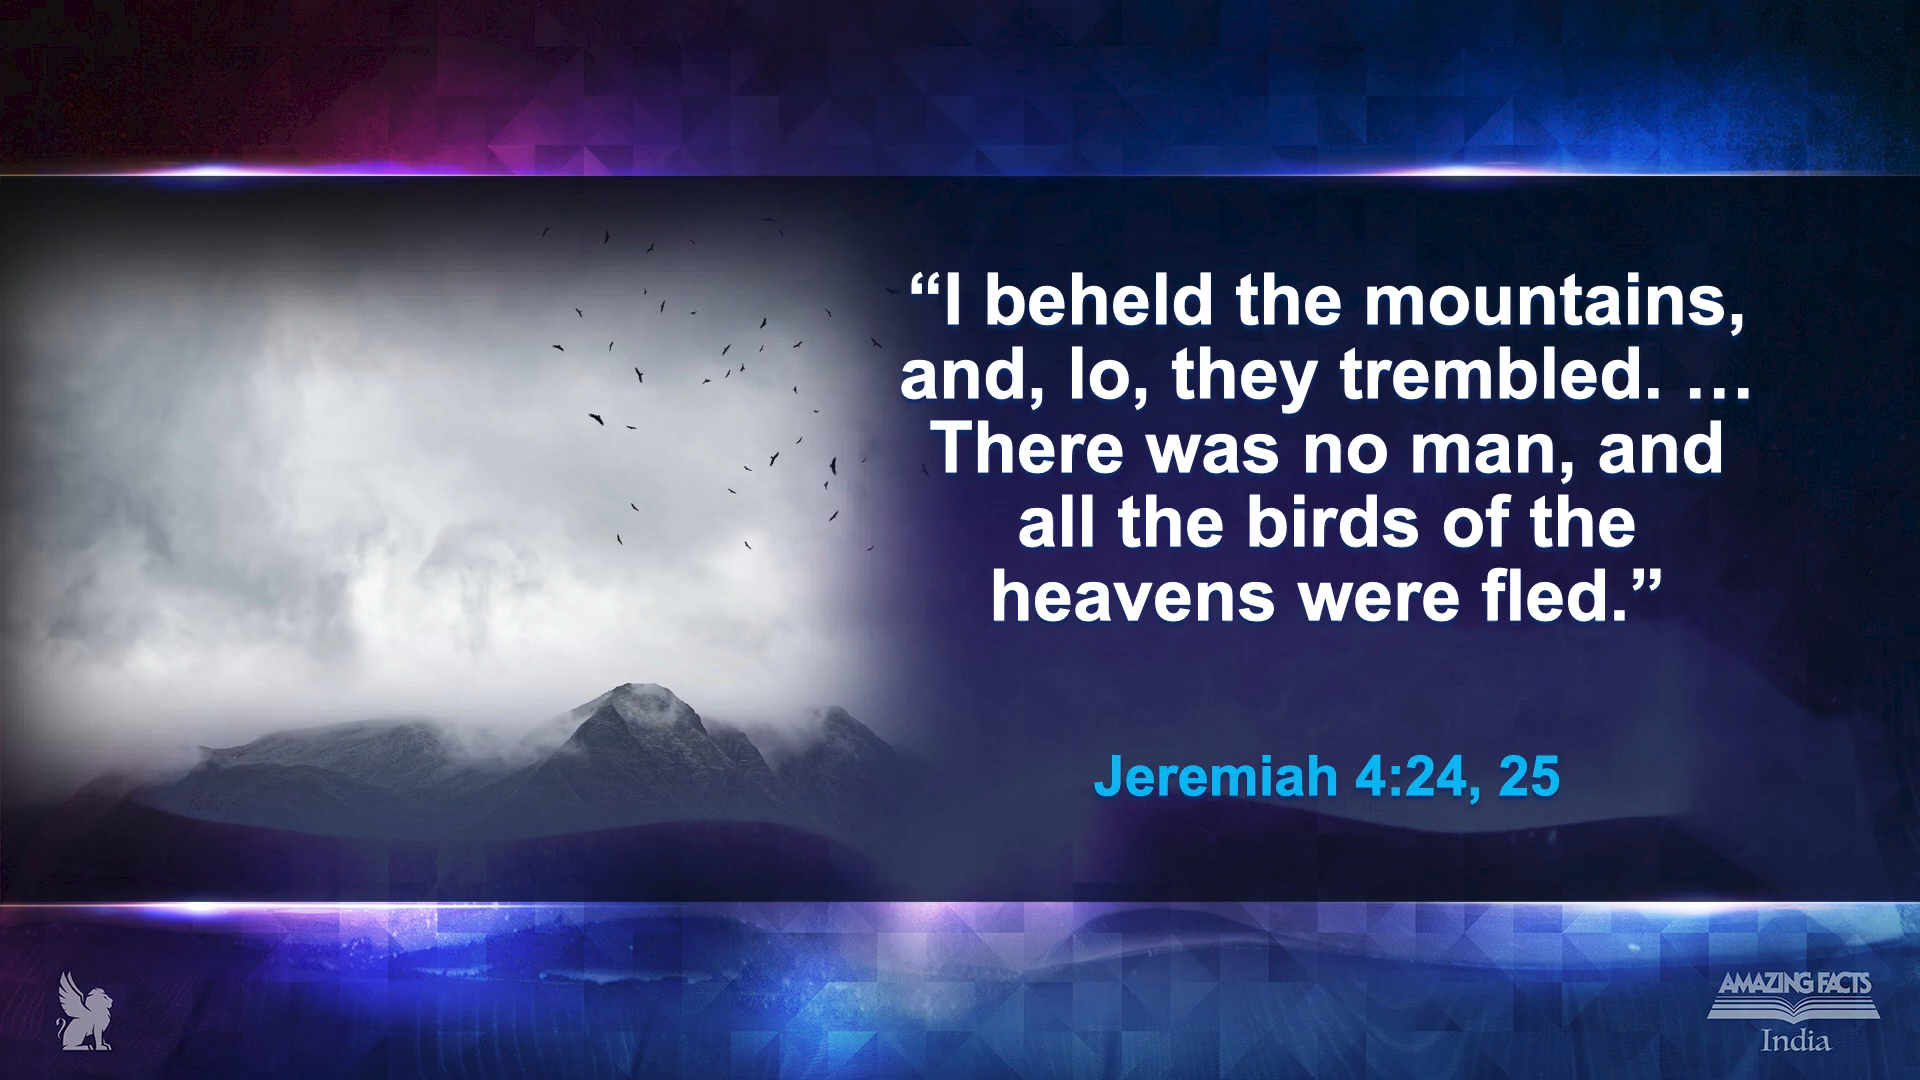 “I beheld the mountains,
and, lo, they trembled. …
There was no man, and
all the birds of the
heavens were fled.”
Jeremiah 4:24, 25
AMAZING FACTS
India